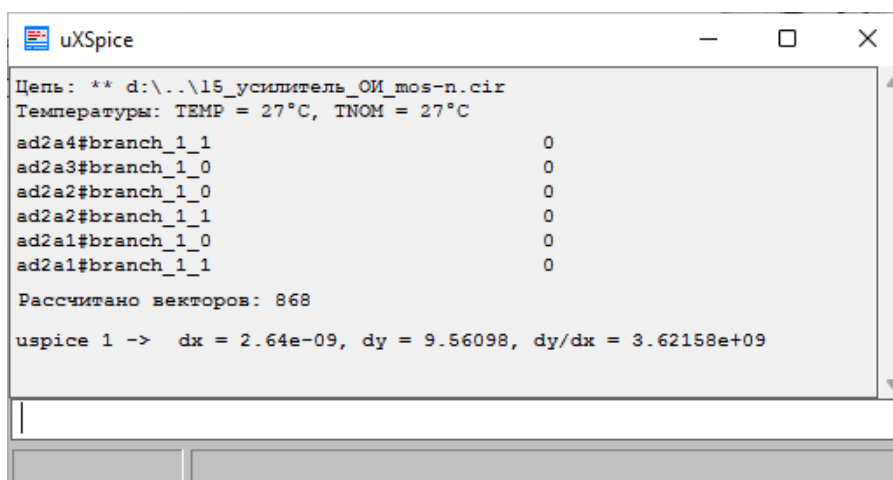 uXSpice
Цепь: ** d:\..\15_усилитель_ОИ_mos-n.cir
Температуры: TEMP = 27°C, TNOM = 27°C
ad2a4#branch_1_1 0
ad2a3#branch_1_0 0
ad2a2#branch_1_0 0
ad2a2#branch_1_1 0
ad2a1#branch_1_0 0
ad2a1#branch_1_1 0
Рассчитано векторов: 868
uspice 1 -> dx = 2.64e-09, dy = 9.56098, dy/dx = 3.62158e+09